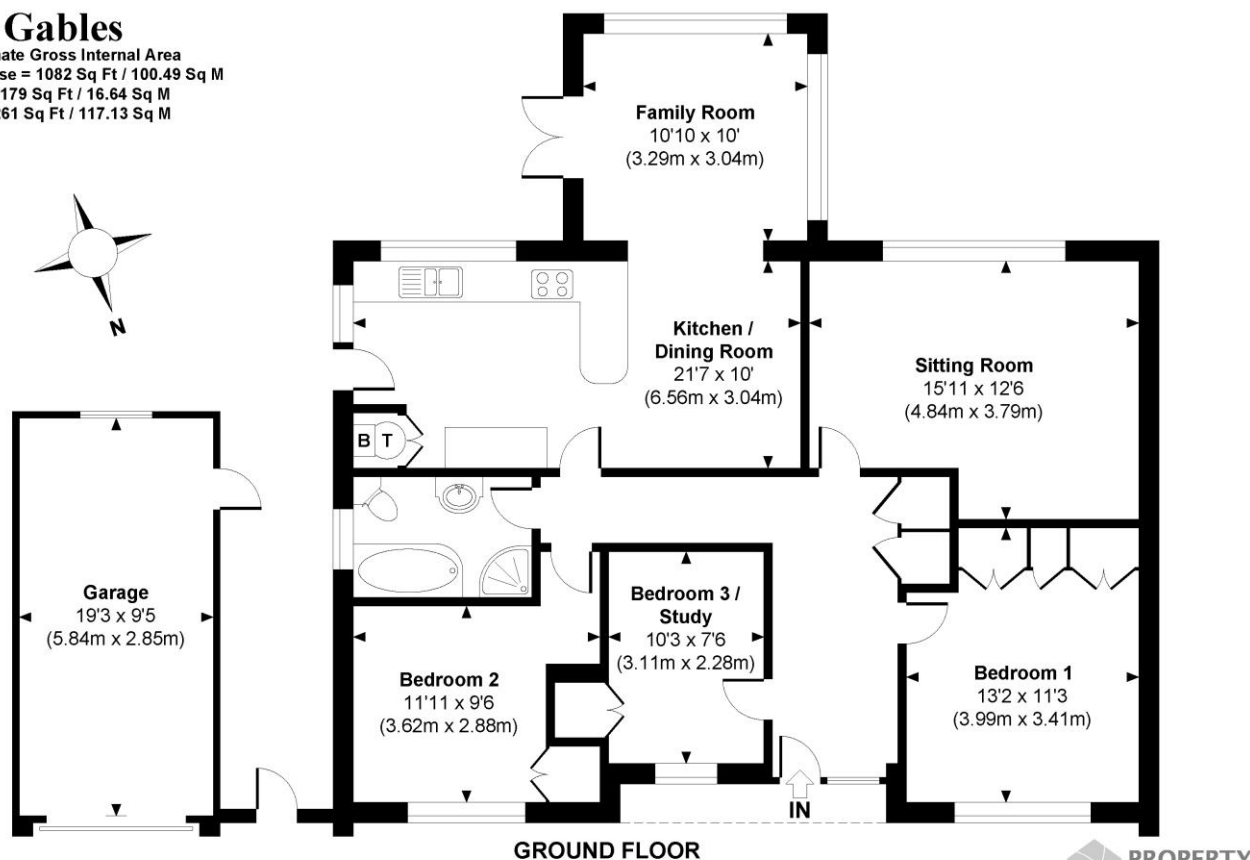 Gables
ate Gross Internal Area
se = 1082 Sq Ft / 100.49 Sq M
179 Sq Ft / 16.64 Sq M
61 Sq Ft / 117.13 Sq M
N
Family Room
10'10 x 10'
(3.29m x 3.04m)
Kitchen /
Dining Room
21'7 x 10'
(6.56m x 3.04m)
Sitting Room
15'11 x 12'6
(4.84m x 3.79m)
B T
Garage
19'3 x 9'5
(5.84m x 2.85m)
Bedroom 3 /
Study
10'3 x 7'6
(3.11m x 2.28m)
Bedroom 2
11'11 x 9'6
(3.62m x 2.88m)
Bedroom 1
13'2 x 11'3
(3.99m x 3.41m)
IN
GROUND FLOOR
PROPERTY